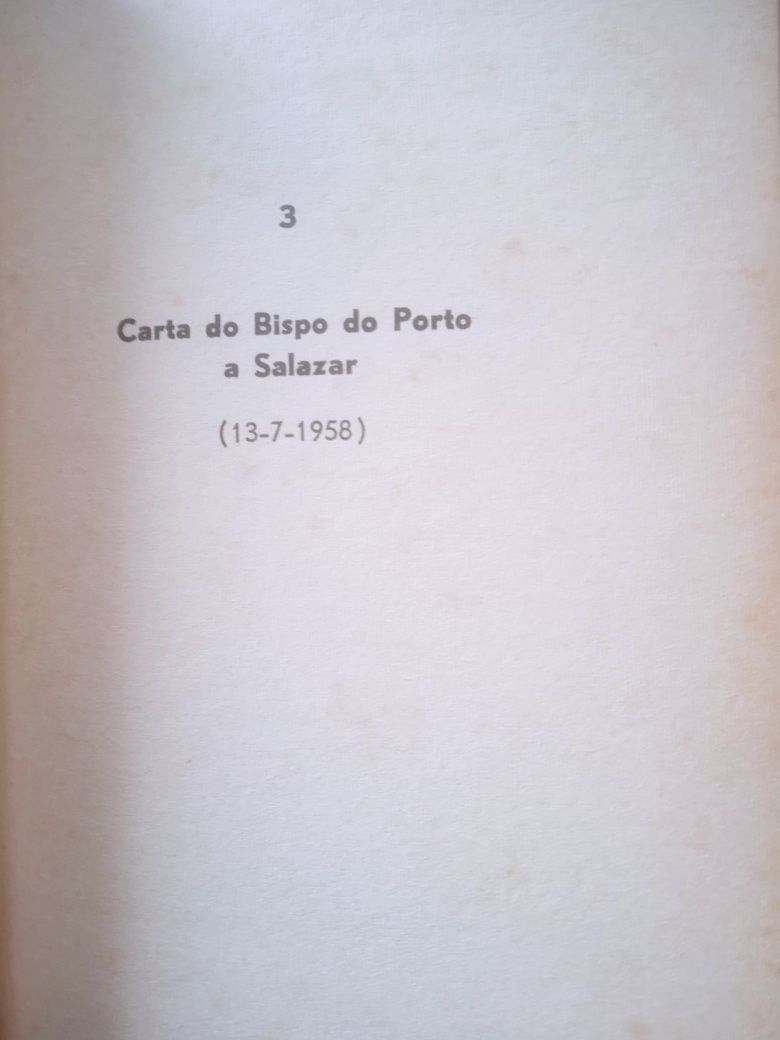 3
Carta do Bispo do Porto
a Salazar
(13-7-1958)